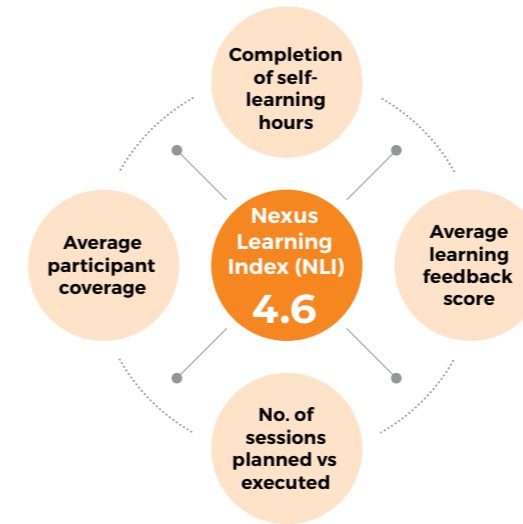 Completion
of self-
learning
hours
Average
participant
coverage
Nexus
Learning
Index (NLI)
4.6
Average
learning
feedback
score
No. of
sessions
planned vs
executed